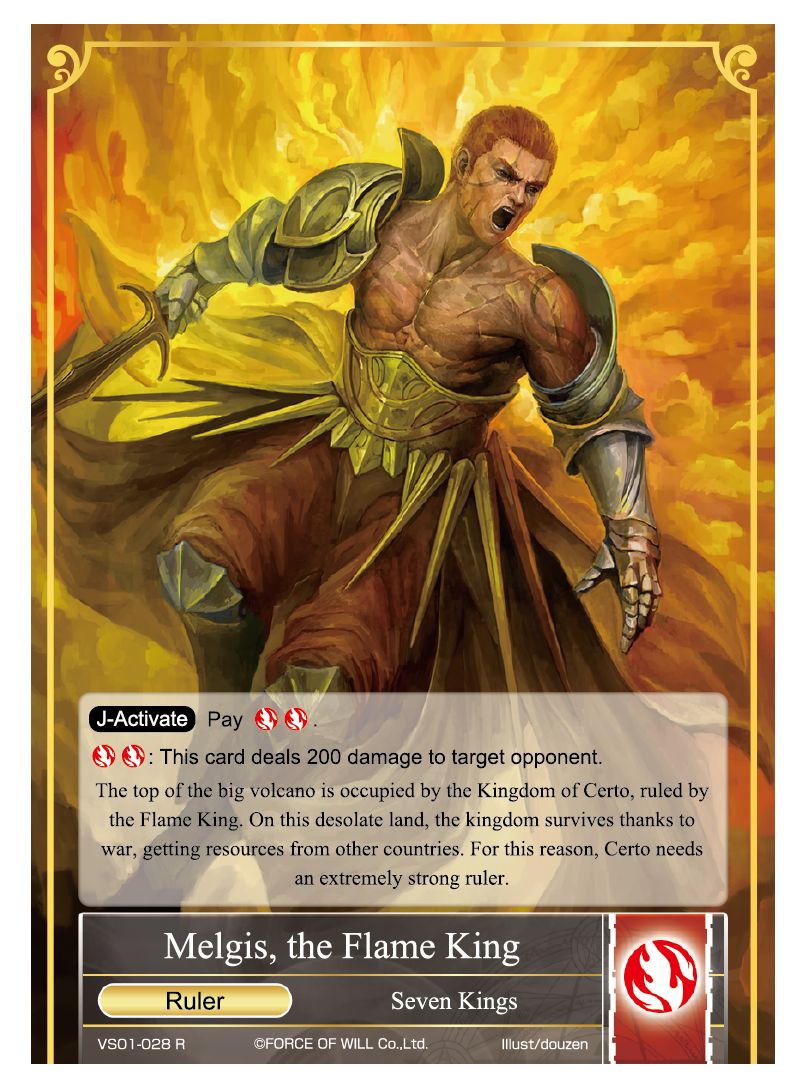 J-Activate Pay .
: This card deals 200 damage to target opponent.
The top of the big volcano is occupied by the Kingdom of Certo, ruled by
the Flame King. On this desolate land, the kingdom survives thanks to
war, getting resources from other countries. For this reason, Certo needs
an extremely strong ruler.
Melgis, the Flame King
Ruler
Seven Kings
VS01-028 R
©FORCE OF WILL Co.,Ltd.
Illust/douzen